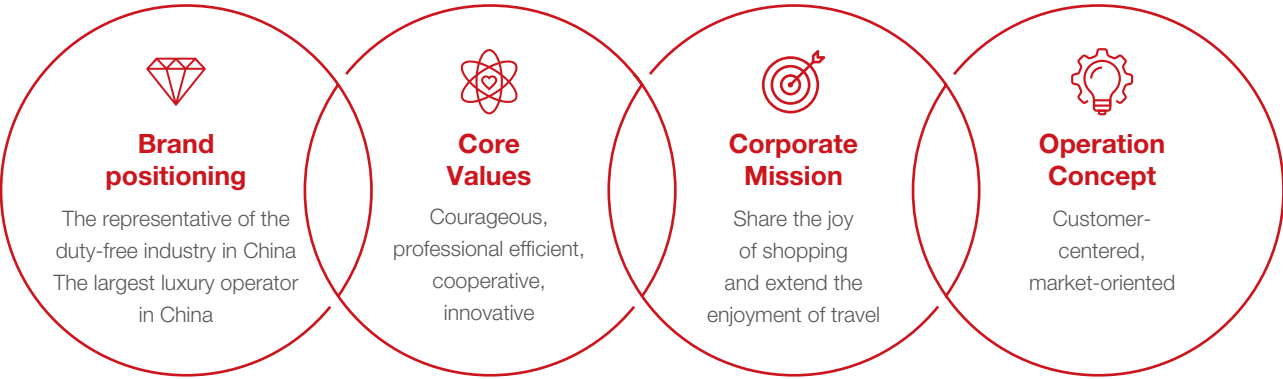 Brand
positioning
The representative of the
duty-free industry in China
The largest luxury operator
in China
Core
Values
Courageous,
professional efficient,
cooperative,
innovative
Corporate
Mission
Share the joy
of shopping
and extend the
enjoyment of travel
Operation
Concept
Customer-
centered,
market-oriented